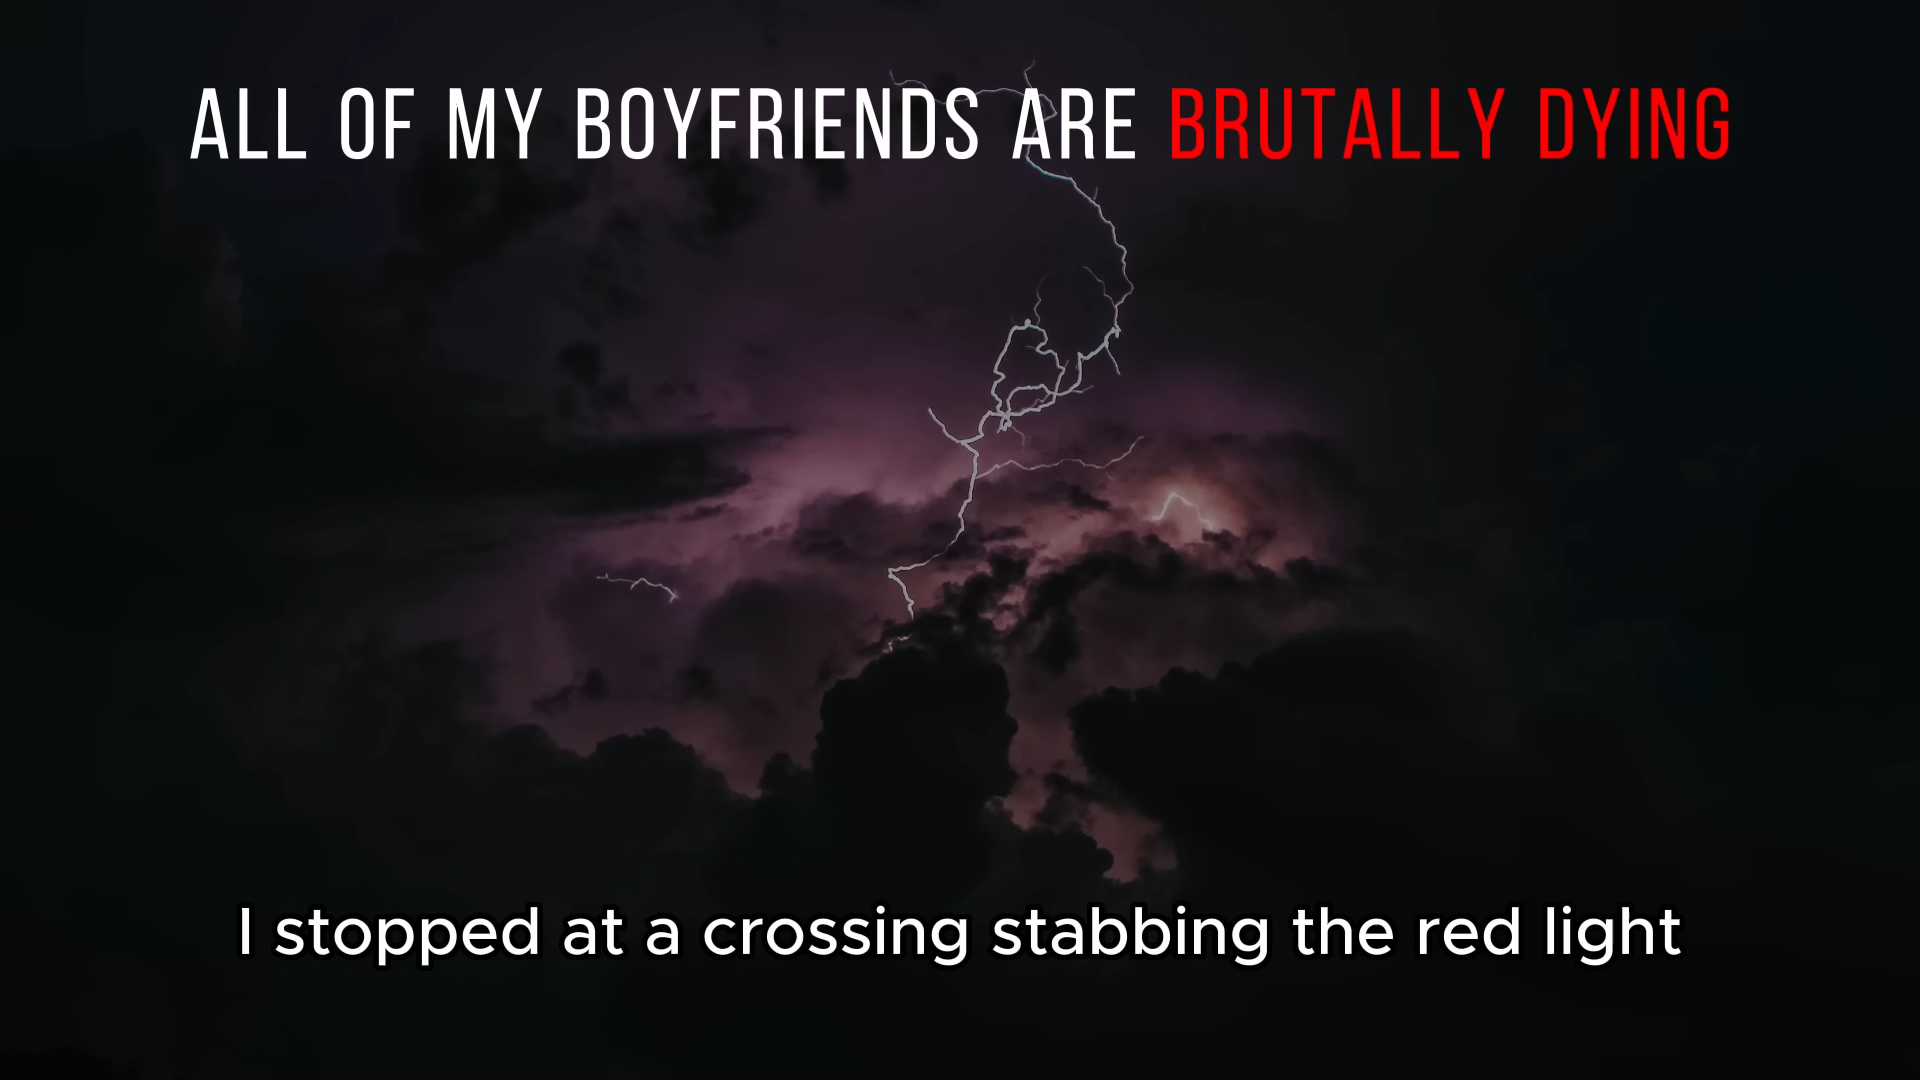 ALL OF MY BOYFRIENDS ARE BRUTALLY DYING
I stopped at a crossing stabbing the red light